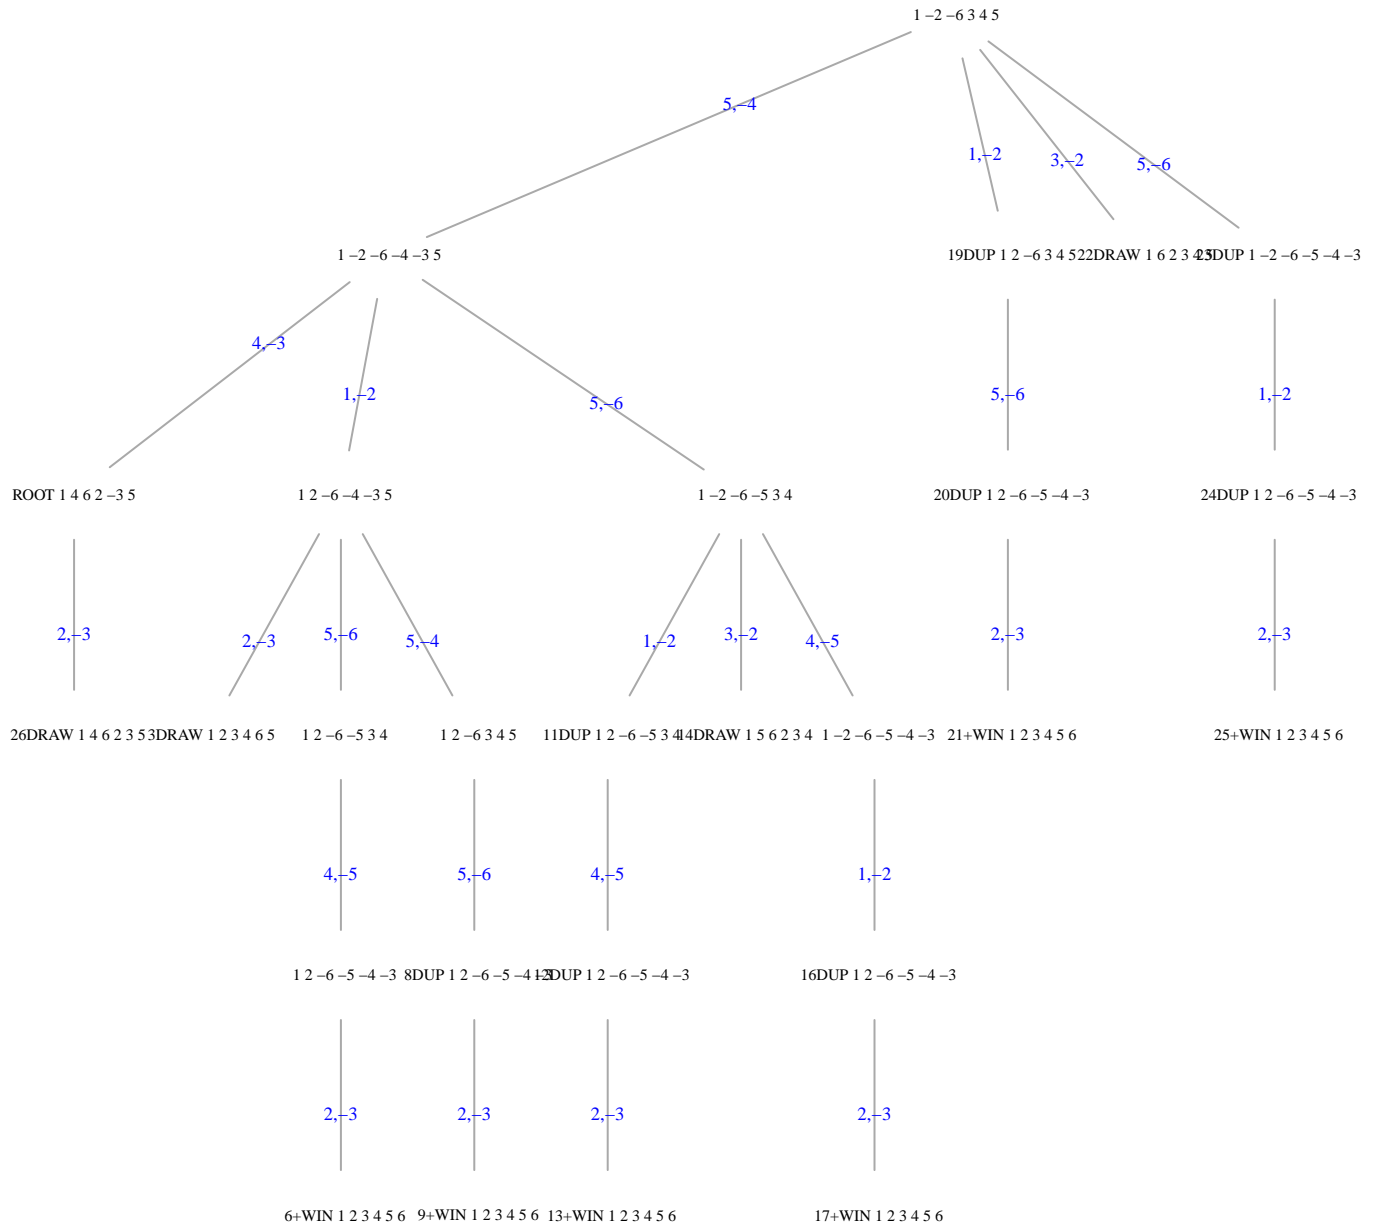 1 –2 –6 3 4 5
5,–4
1,–2
3,–2
5,–6
1 –2 –6 –4 –3 5
19DUP 1 2 –6 3 4 5
22DRAW 1 6 2 3 4 5
23DUP 1 –2 –6 –5 –4 –3
4,–3
1,–2
5,–6
5,–6
1,–2
ROOT 1 4 6 2 –3 5
1 2 –6 –4 –3 5
1 –2 –6 –5 3 4
20DUP 1 2 –6 –5 –4 –3
24DUP 1 2 –6 –5 –4 –3
2,–3
2,–3
5,–6
5,–4
1,–2
3,–2
4,–5
2,–3
2,–3
26DRAW 1 4 6 2 3 5
3DRAW 1 2 3 4 6 5
1 2 –6 –5 3 4
1 2 –6 3 4 5
11DUP 1 2 –6 –5 3 4
14DRAW 1 5 6 2 3 4
1 –2 –6 –5 –4 –3
21+WIN 1 2 3 4 5 6
25+WIN 1 2 3 4 5 6
4,–5
5,–6
4,–5
1,–2
1 2 –6 –5 –4 –3
8DUP 1 2 –6 –5 –4 –3
12DUP 1 2 –6 –5 –4 –3
16DUP 1 2 –6 –5 –4 –3
2,–3
2,–3
2,–3
2,–3
6+WIN 1 2 3 4 5 6
9+WIN 1 2 3 4 5 6
13+WIN 1 2 3 4 5 6
17+WIN 1 2 3 4 5 6